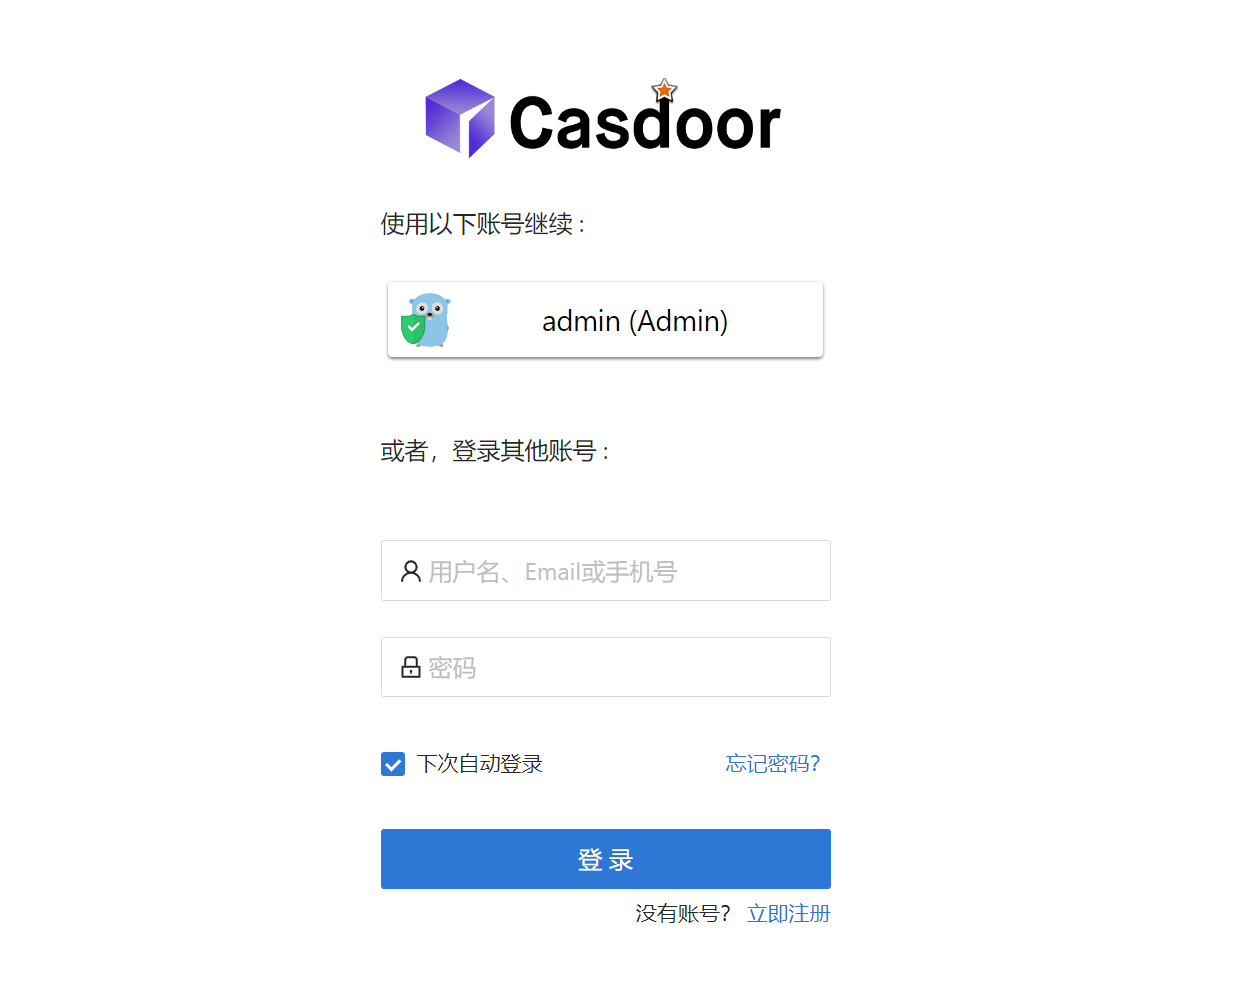 Casdoor
使用以下账号继续 :
admin (Admin)
或者，登录其他账号 :
用户名、Email或手机号
密码
下次自动登录
忘记密码?
登 录
没有账号? 立即注册